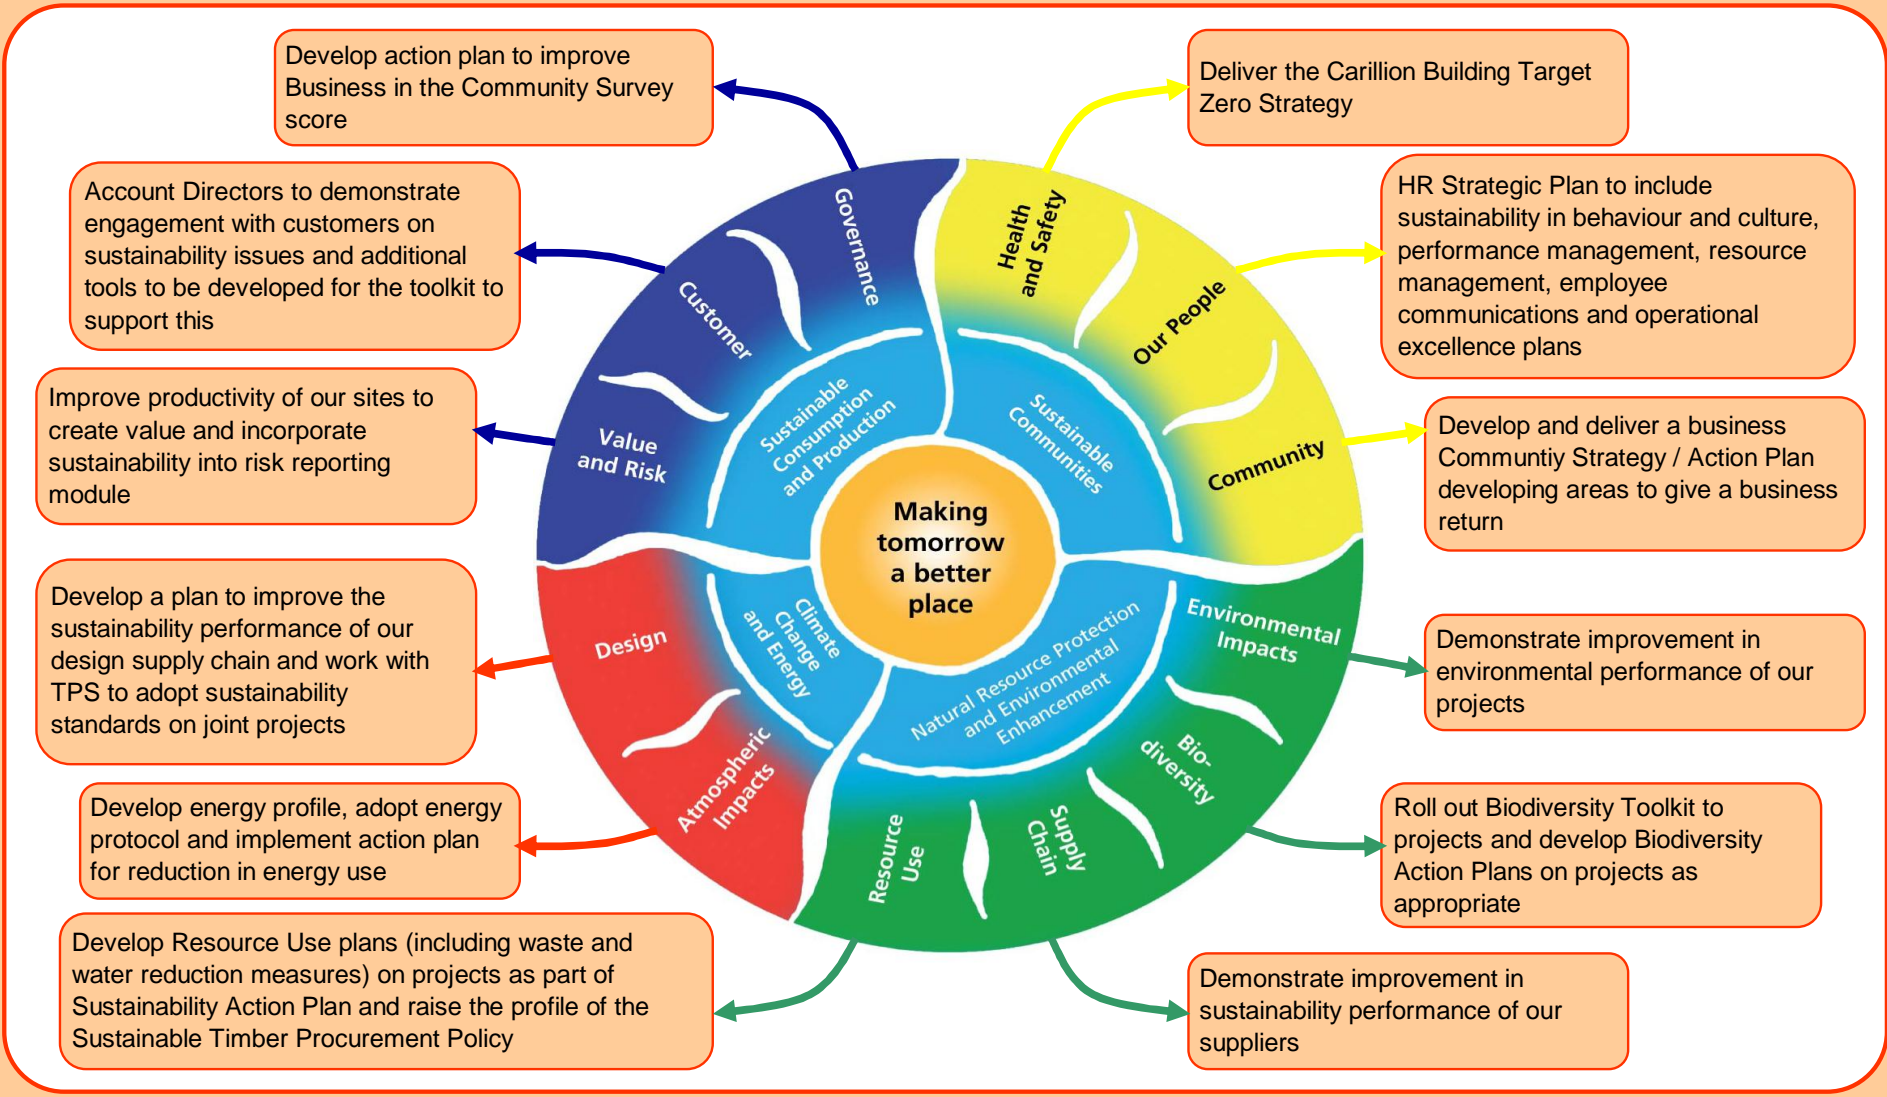 Develop action plan to improve
Business in the Community Survey
score
Deliver the Carillion Building Target
Zero Strategy
Account Directors to demonstrate
engagement with customers on
sustainability issues and additional
tools to be developed for the toolkit to
support this
HR Strategic Plan to include
sustainability in behaviour and culture,
performance management, resource
management, employee
communications and operational
excellence plans
Improve productivity of our sites to
create value and incorporate
sustainability into risk reporting
module
Develop and deliver a business
Communtiy Strategy / Action Plan
developing areas to give a business
return
Develop a plan to improve the
sustainability performance of our
design supply chain and work with
TPS to adopt sustainability
standards on joint projects
Demonstrate improvement in
environmental performance of our
projects
Develop energy profile, adopt energy
protocol and implement action plan
for reduction in energy use
Roll out Biodiversity Toolkit to
projects and develop Biodiversity
Action Plans on projects as
appropriate
Develop Resource Use plans (including waste and
water reduction measures) on projects as part of
Sustainability Action Plan and raise the profile of the
Sustainable Timber Procurement Policy
Demonstrate improvement in
sustainability performance of our
suppliers
Governance
Customer
Value
and Risk
Health
and Safety
Our People
Community
Sustainable
Consumption
and Production
Sustainable
Communities
Making
tomorrow
a better
place
Climate
Change
and Energy
Natural Resource Protection
and Environmental
Enhancement
Design
Atmospheric
Impacts
Environmental
Impacts
Bio-
diversity
Supply
Chain
Resource
Use